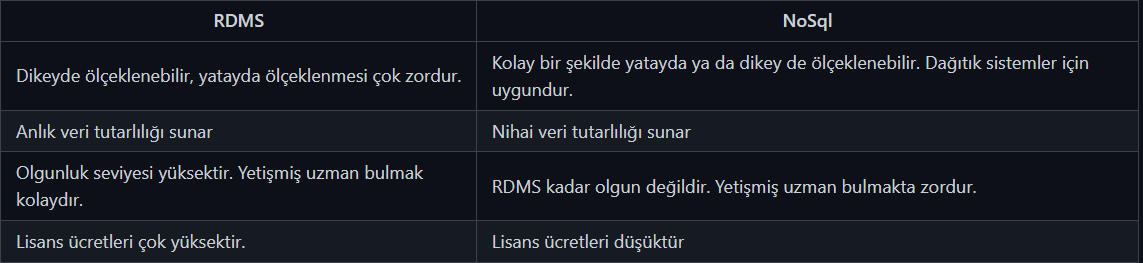 RDMS NoSql
Dikeyde ölçeklenebilir, yatayda ölçeklenmesi çok zordur.
Kolay bir şekilde yatayda ya da dikey de ölçeklenebilir. Dağıtık sistemler için
uygundur.
Anlık veri tutarlılığı sunar
Nihai veri tutarlılığı sunar
Olgunluk seviyesi yüksektir. Yetişmiş uzman bulmak
kolaydır.
RDMS kadar olgun değildir. Yetişmiş uzman bulmakta zordur.
Lisans ücretleri çok yüksektir.
Lisans ücretleri düşüktür